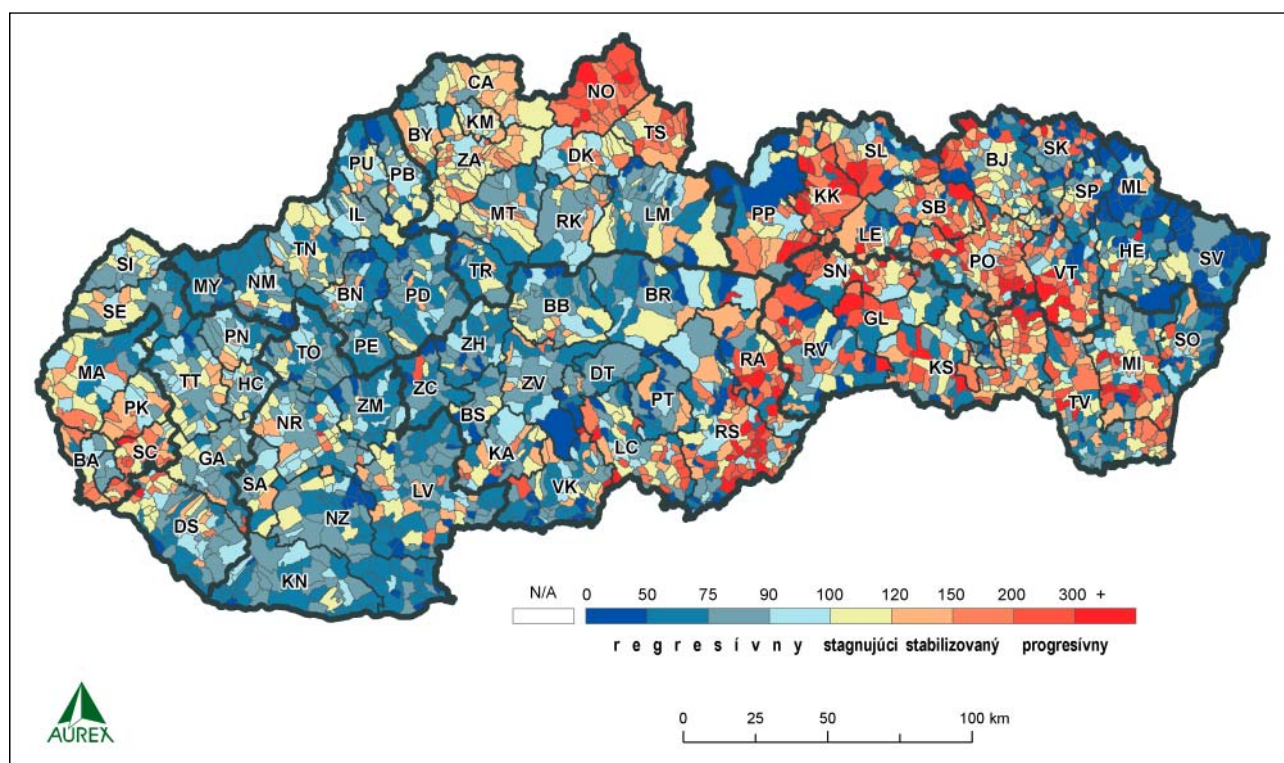 CA
NO
BY
KM
TS
ZA
DK
PU
PB
IL
MT
RK
LM
PP
KK
SL
BJ
SK
SP
ML
SB
LE
HE
SV
SI
SE
MY
NM
TN
BN
PD
TR
SN
PO
VT
BB
BR
GL
PN
TO
PE
ZH
RV
KS
SO
MI
TV
MA
TT
HC
ZM
ZC
ZV
DT
PT
RA
PK
NR
BS
KA
LC
RS
BA
SC
GA
SA
LV
VK
DS
NZ
KN
N/A 0 50 75 90 100 120 150 200 300 +
regresívny stagnujúci stabilizovaný progresívny
AUREX
0 25 50 100 km